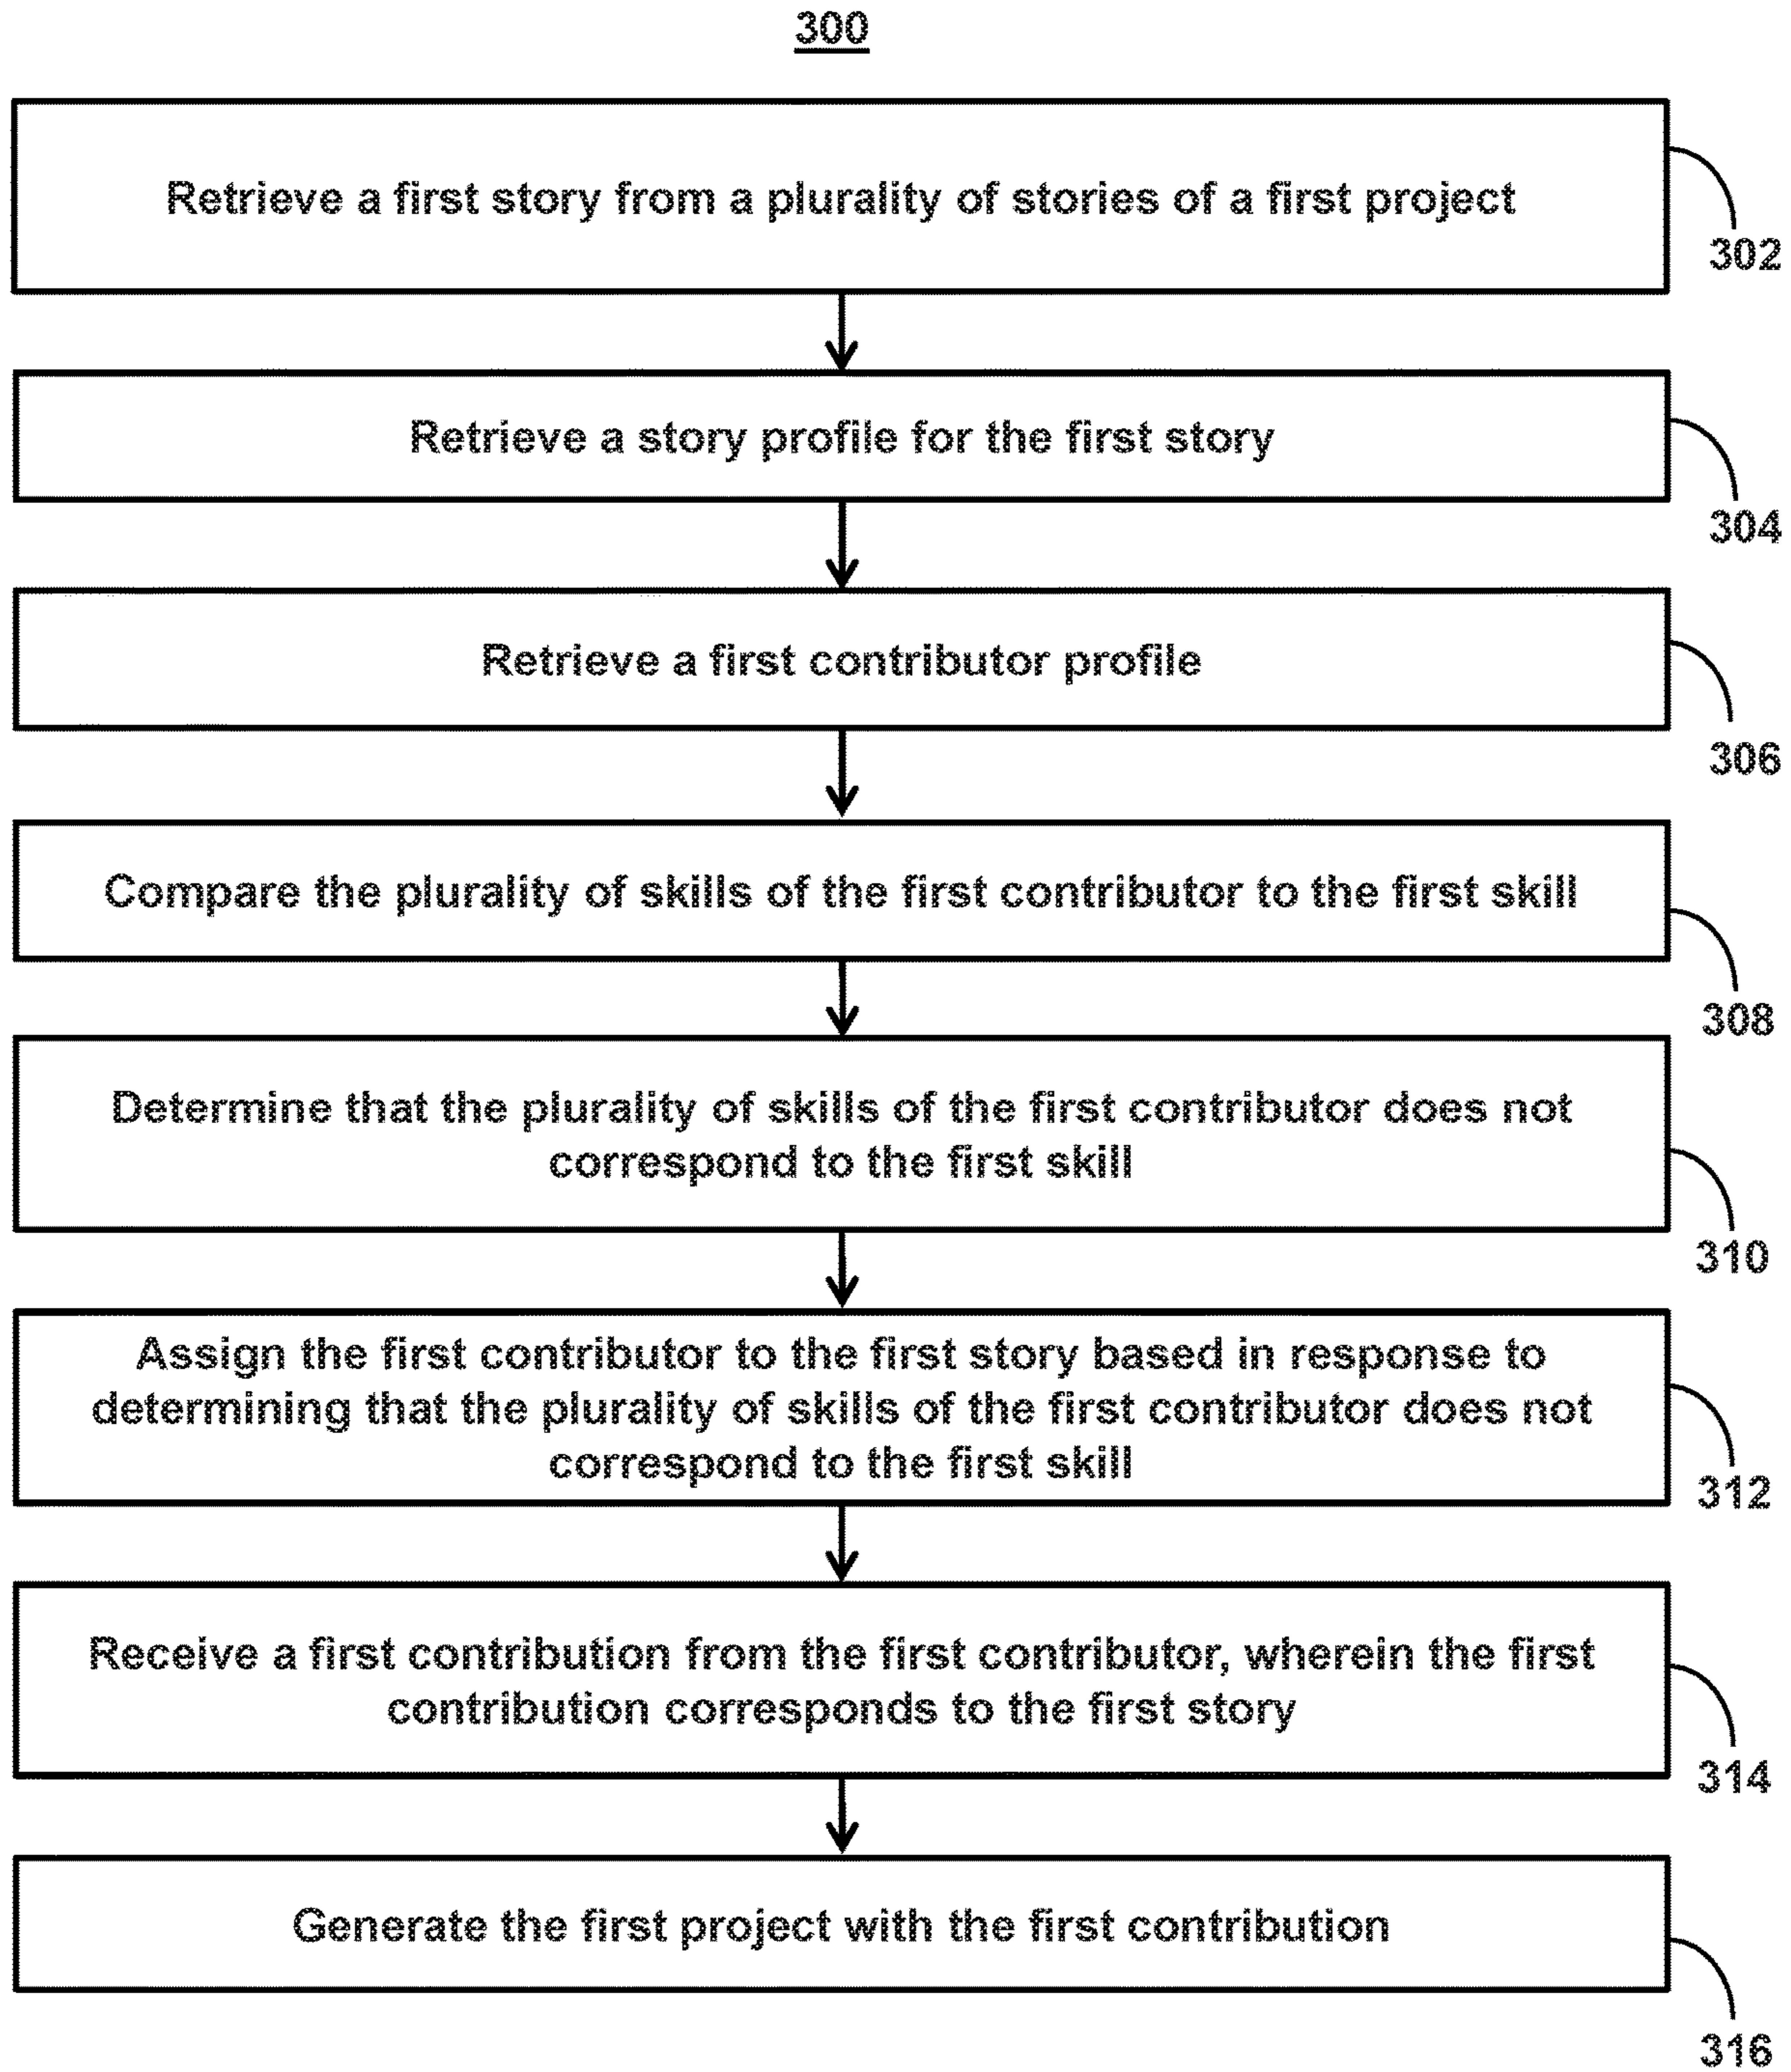 300
Retrieve a first story from a plurality of stories of a first project
302
Retrieve a story profile for the first story
304
Retrieve a first contributor profile
306
Compare the plurality of skills of the first contributor to the first skill
308
Determine that the plurality of skills of the first contributor does not
correspond to the first skill
310
Assign the first contributor to the first story based in response to
determining that the plurality of skills of the first contributor does not
correspond to the first skill
312
Receive a first contribution from the first contributor, wherein the first
contribution corresponds to the first story
314
Generate the first project with the first contribution
316